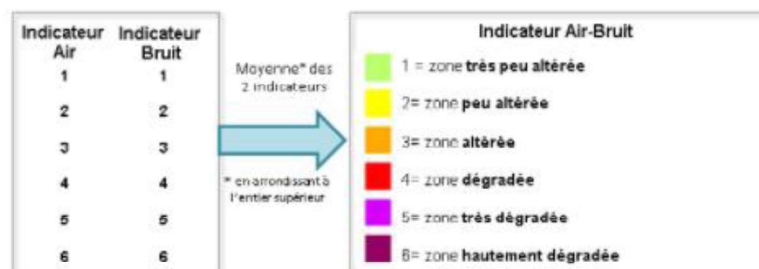 Indicateur Air
Indicateur Bruit
1 1
2 2
3 3
4 4
5 5
6 6
Moyenne* des
2 indicateurs
* en arrondissant à
l'entier supérieur
Indicateur Air-Bruit
1 = zone très peu altérée
2= zone peu altérée
3= zone altérée
4= zone dégradée
5= zone très dégradée
6= zone hautement dégradée